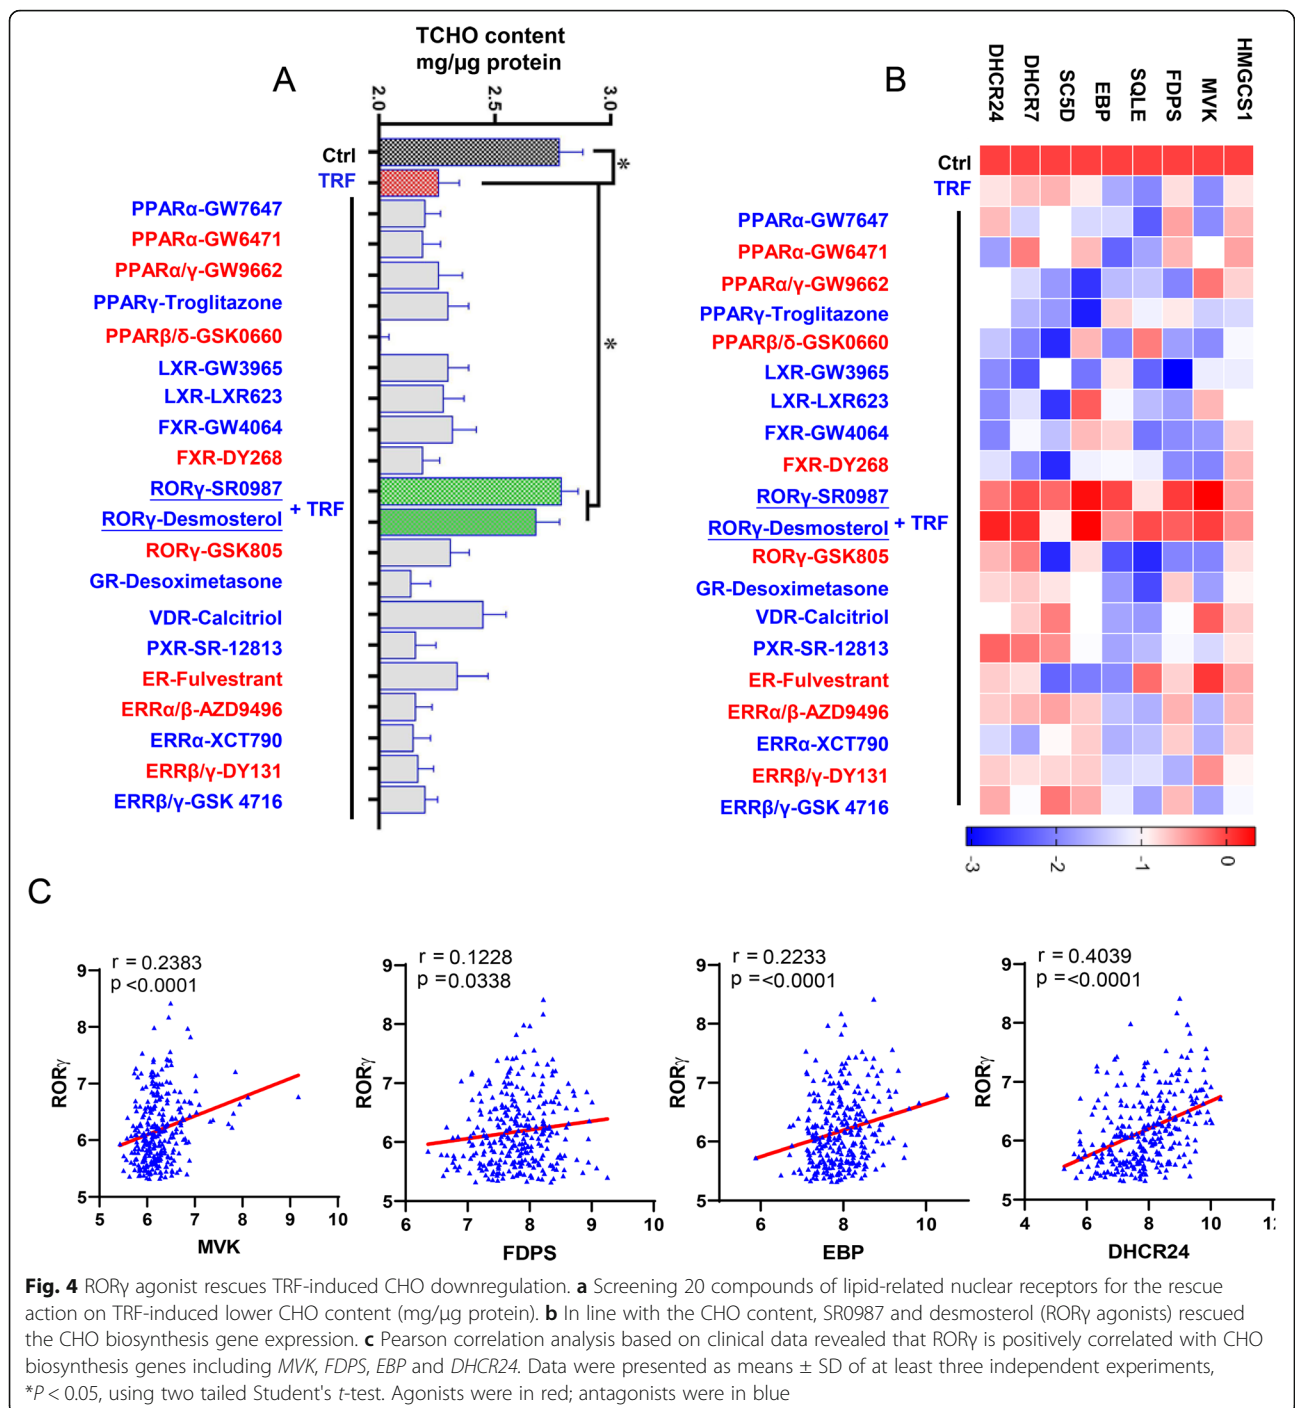 A
TCHO content
mg/μg protein
2.0
2.5
3.0
Ctrl
TRF
PPARα-GW7647
PPARα-GW6471
PPARα/γ-GW9662
PPARγ-Troglitazone
PPARβ/δ-GSK0660
LXR-GW3965
LXR-LXR623
FXR-GW4064
FXR-DY268
RORγ-SR0987
RORγ-Desmosterol
+ TRF
RORγ-GSK805
GR-Desoximetasone
VDR-Calcitriol
PXR-SR-12813
ER-Fulvestrant
ERRα/β-AZD9496
ERRα-XCT790
ERRβ/γ-DY131
ERRβ/γ-GSK 4716
*
*
B
DHCR24
DHCR7
SC5D
EBP
SQLE
FDPS
MVK
HMGCS1
Ctrl
TRF
PPARα-GW7647
PPARα-GW6471
PPARα/γ-GW9662
PPARγ-Troglitazone
PPARβ/δ-GSK0660
LXR-GW3965
LXR-LXR623
FXR-GW4064
FXR-DY268
RORγ-SR0987
RORγ-Desmosterol + TRF
RORγ-GSK805
GR-Desoximetasone
VDR-Calcitriol
PXR-SR-12813
ER-Fulvestrant
ERRα/β-AZD9496
ERRα-XCT790
ERRβ/γ-DY131
ERRβ/γ-GSK 4716
-3
-2
-1
0
C
r = 0.2383
p <0.0001
RORγ
9
8
7
6
5
5 6 7 8 9 10
MVK
r = 0.1228
p =0.0338
RORγ
9
8
7
6
5
6 7 8 9 10
FDPS
r = 0.2233
p =<0.0001
RORγ
9
8
7
6
5
6 8 10
EBP
r = 0.4039
p =<0.0001
RORγ
9
8
7
6
5
4 6 8 10
DHCR24
Fig. 4 RORγ agonist rescues TRF-induced CHO downregulation. a Screening 20 compounds of lipid-related nuclear receptors for the rescue
action on TRF-induced lower CHO content (mg/μg protein). b In line with the CHO content, SR0987 and desmosterol (RORγ agonists) rescued
the CHO biosynthesis gene expression. c Pearson correlation analysis based on clinical data revealed that RORγ is positively correlated with CHO
biosynthesis genes including MVK, FDPS, EBP and DHCR24. Data were presented as means ± SD of at least three independent experiments,
*P < 0.05, using two tailed Student's t-test. Agonists were in red; antagonists were in blue